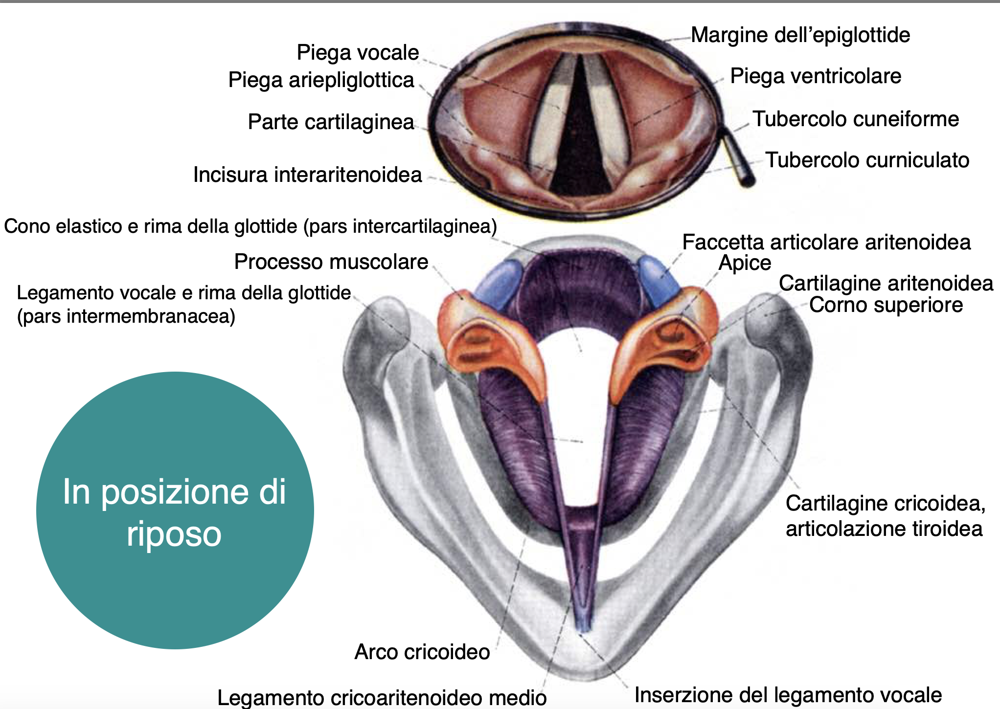 Margine dell’epiglottide
Piega vocale
Piega ventricolare
Piega ariepliglottica
Tubercolo cuneiforme
Parte cartilaginea
Tubercolo curniculato
Incisura interaritenoidea
Cono elastico e rima della glottide (pars intercartilaginea)
Faccetta articolare aritenoidea
Processo muscolare
Apice
Cartilagine aritenoidea
Legamento vocale e rima della glottide
(pars intermembranacea)
Corno superiore
In posizione di
riposo
Cartilagine cricoidea,
articolazione tiroidea
Arco cricoideo
Legamento cricoaritenoideo medio
Inserzione del legamento vocale